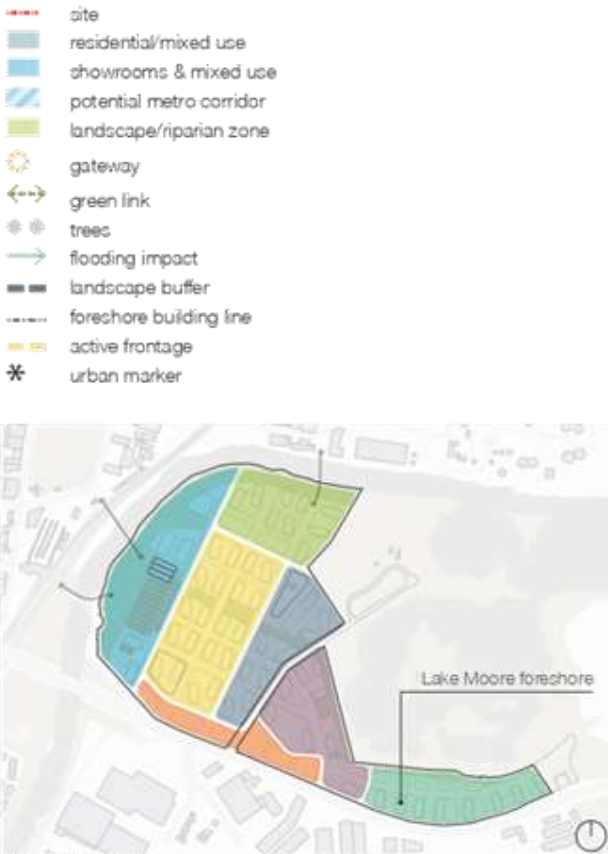 site
residential/mixed use
showrooms & mixed use
potential metro corridor
landscape/riparian zone
gateway
green link
trees
flooding impact
landscape buffer
foreshore building line
active frontage
urban marker
Lake Moore foreshore